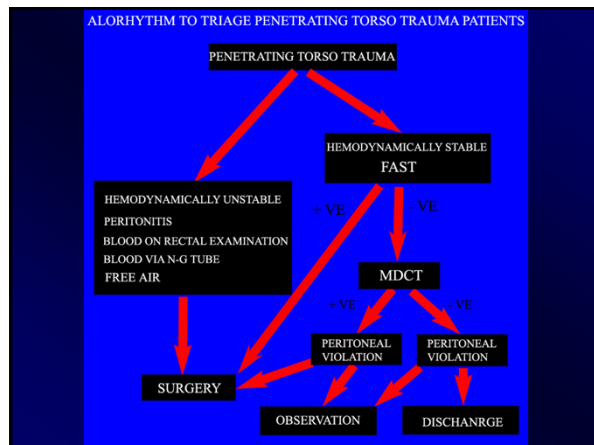 ALORHYTHM TO TRIAGE PENETRATING TORSO TRAUMA PATIENTS
PENETRATING TORSO TRAUMA
HEMODYNAMICALLY STABLE
FAST
HEMODYNAMICALLY UNSTABLE
PERITONITIS
BLOOD ON RECTAL EXAMINATION
BLOOD VIA N-G TUBE
FREE AIR
+ VE
- VE
MDCT
+ VE
- VE
PERITONEAL
VIOLATION
PERITONEAL
VIOLATION
SURGERY
OBSERVATION
DISCHANRGE